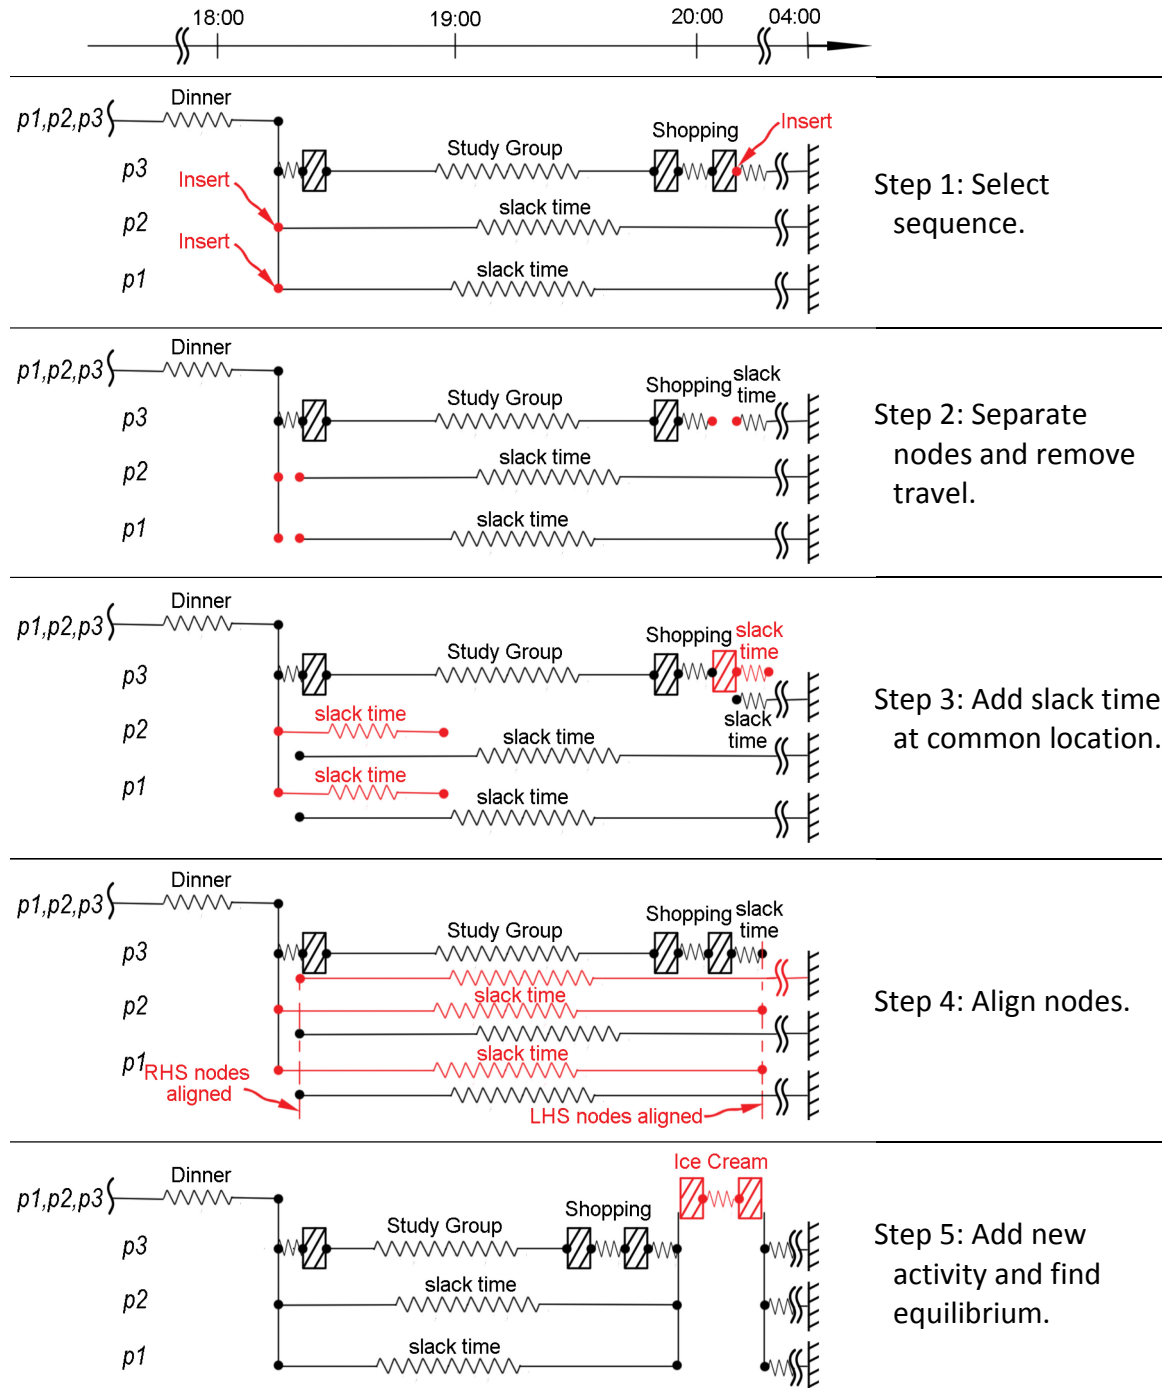 18:00 19:00 20:00 04:00
Dinner
p1,p2,p3
Shopping
Insert
Study Group
p3
Insert
slack time
p2
Insert
slack time
p1
Step 1: Select
sequence.
Dinner
p1,p2,p3
Shopping
slack
time
Study Group
p3
slack time
p2
slack time
p1
Step 2: Separate
nodes and remove
travel.
Dinner
p1,p2,p3
Shopping
slack
time
Study Group
p3
slack time
slack
time
p2
slack time
slack time
p1
slack time
Step 3: Add slack time
at common location.
Dinner
p1,p2,p3
Shopping
slack
time
Study Group
p3
slack time
p2
slack time
p1
RHS nodes
aligned
LHS nodes aligned
Step 4: Align nodes.
Ice Cream
Dinner
p1,p2,p3
Shopping
Study Group
p3
slack time
p2
slack time
p1
Step 5: Add new
activity and find
equilibrium.